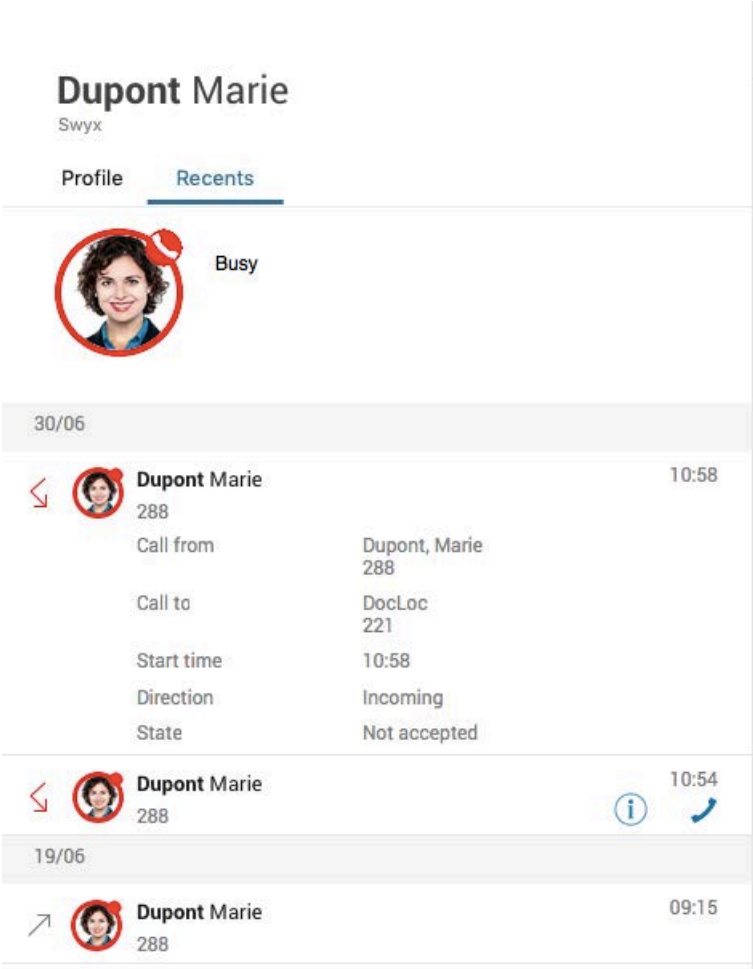 Dupont Marie
Swyx
Profile Recents
Busy
30/06
Dupont Marie 10:58
288
Call from Dupont, Marie
288
Call to DocLoc
221
Start time 10:58
Direction Incoming
State Not accepted
Dupont Marie 10:54
288
19/06
Dupont Marie 09:15
288